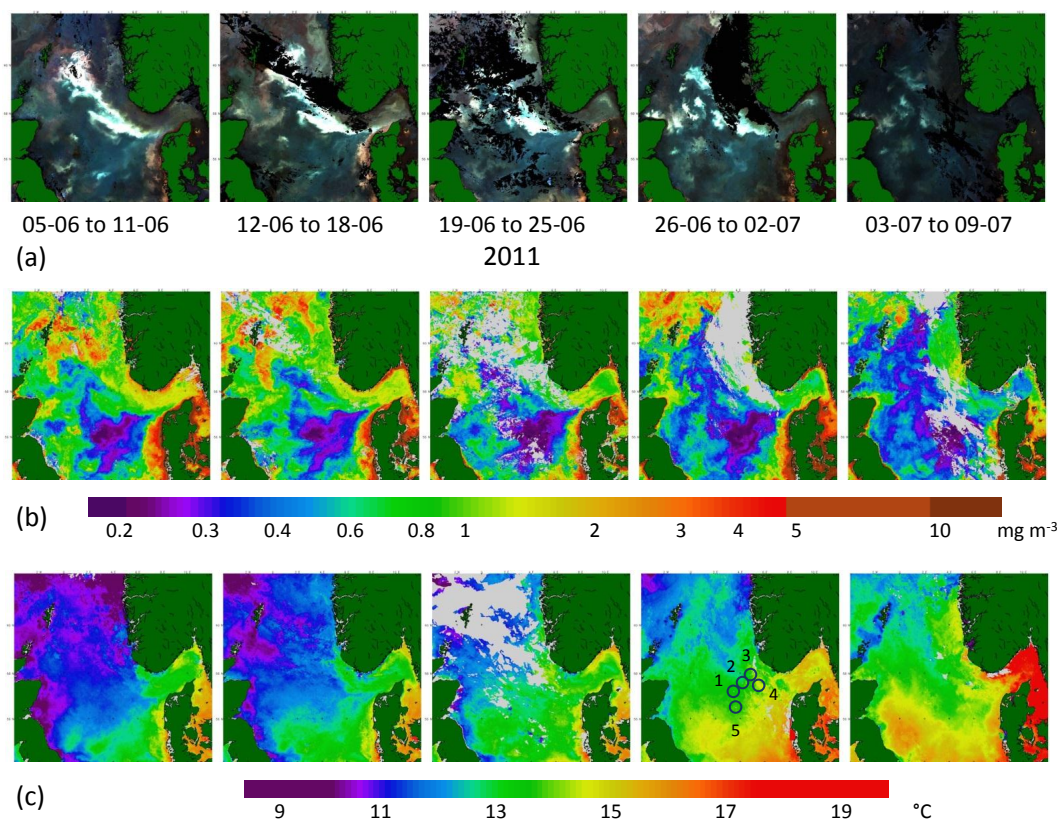 (a)
05-06 to 11-06
12-06 to 18-06
19-06 to 25-06
26-06 to 02-07
03-07 to 09-07
2011
(b)
0.2 0.3 0.4 0.6 0.8 1 2 3 4 5 10 mg m⁻³
1 2 3 4 5
(c)
9 11 13 15 17 19 °C